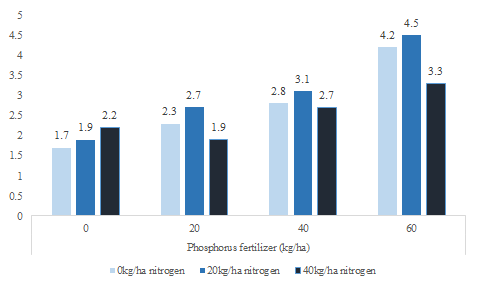 5
4.5
4
3.5
3
2.5
2
1.5
1
0.5
0
1.7 1.9 2.2
2.3 2.7 1.9
2.8 3.1 2.7
4.2 4.5 3.3
0 20 40 60
Phosphorus fertilizer (kg/ha)
0kg/ha nitrogen 20kg/ha nitrogen 40kg/ha nitrogen